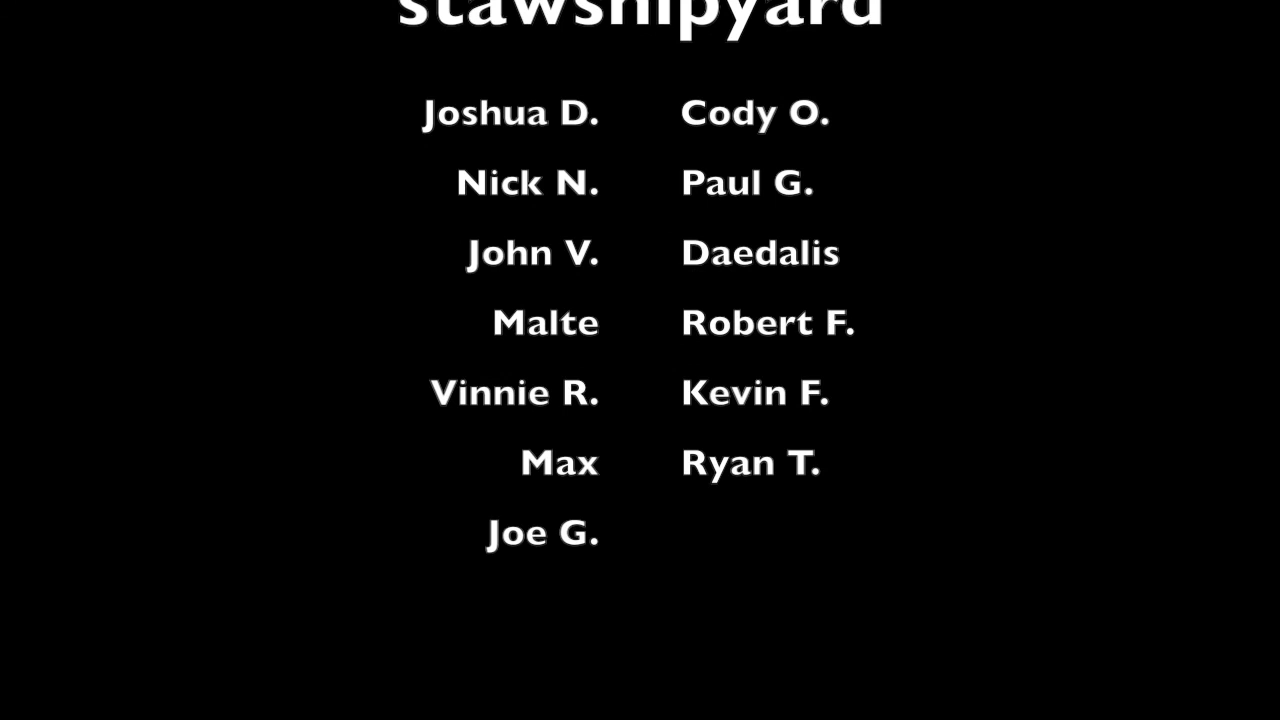 stawshipyard
Joshua D. Cody O.
Nick N. Paul G.
John V. Daedalis
Malte Robert F.
Vinnie R. Kevin F.
Max Ryan T.
Joe G.